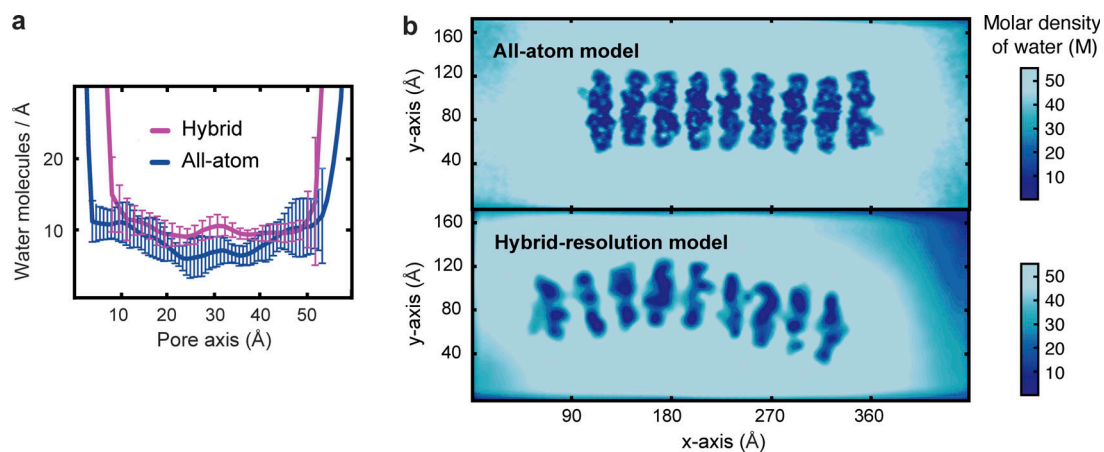 a
Water molecules / Å
20
10
Hybrid
All-atom
10 20 30 40 50
Pore axis (Å)
b
All-atom model
y-axis (Å)
160
120
80
40
Hybrid-resolution model
y-axis (Å)
160
120
80
40
90 180 270 360
x-axis (Å)
Molar density
of water (M)
50
40
30
20
10
50
40
30
20
10